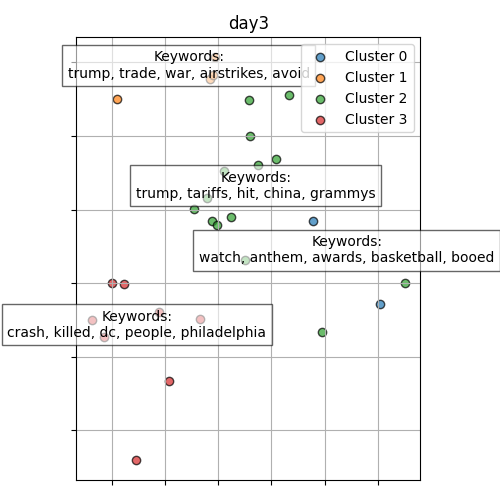 day3
Keywords:
trump, trade, war, airstrikes, avoid
Cluster 0
Cluster 1
Cluster 2
Cluster 3
Keywords:
trump, tariffs, hit, china, grammys
Keywords:
watch, anthem, awards, basketball, booed
Keywords:
crash, killed, dc, people, philadelphia